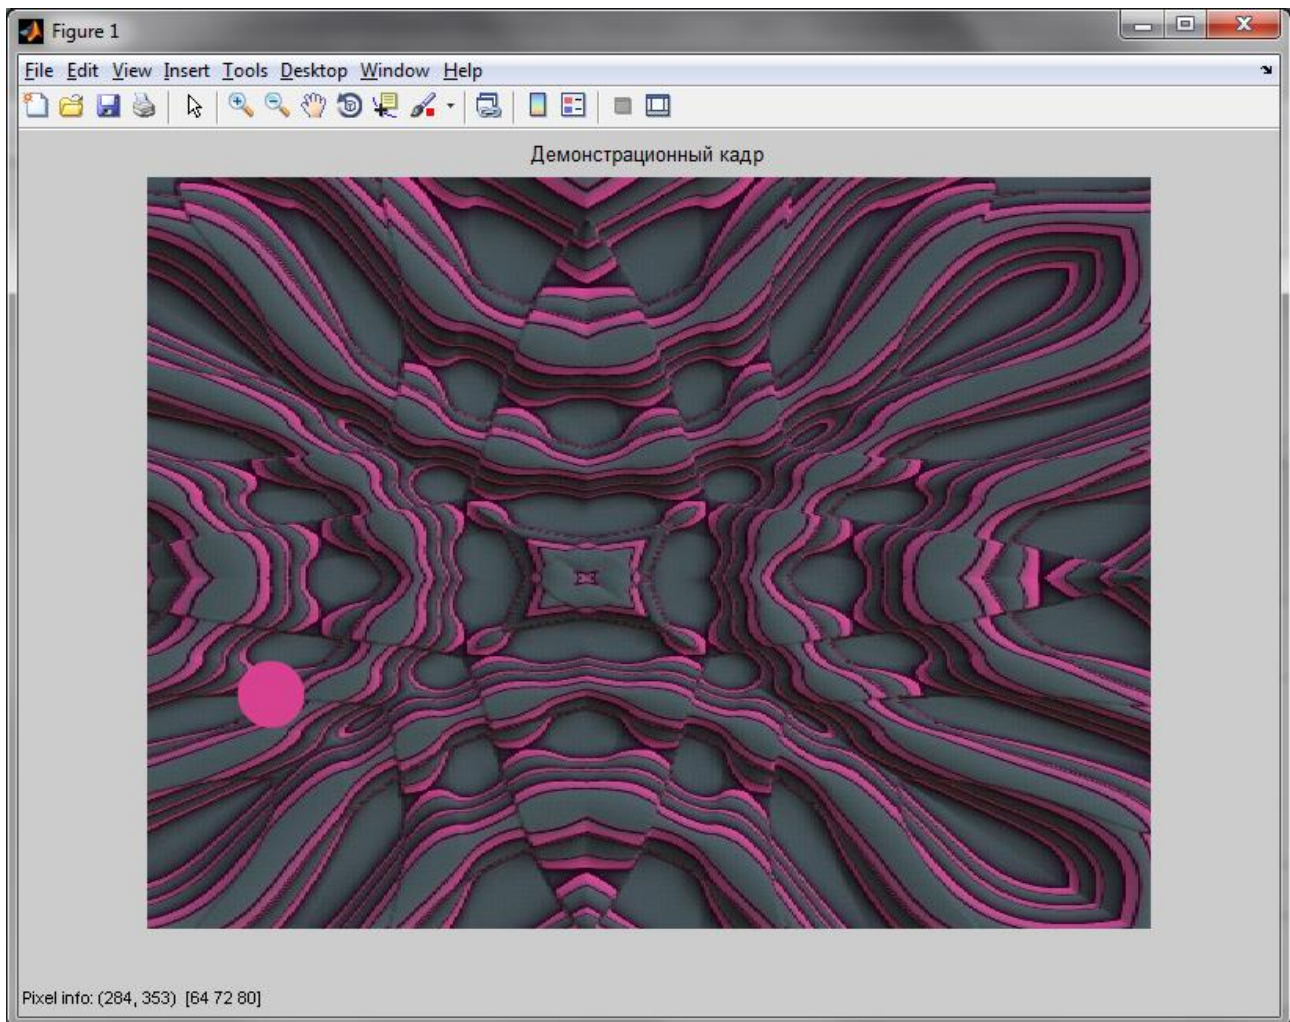 Figure 1
File Edit View Insert Tools Desktop Window Help
Демонстрационный кадр
Pixel info: (284, 353) [64 72 80]